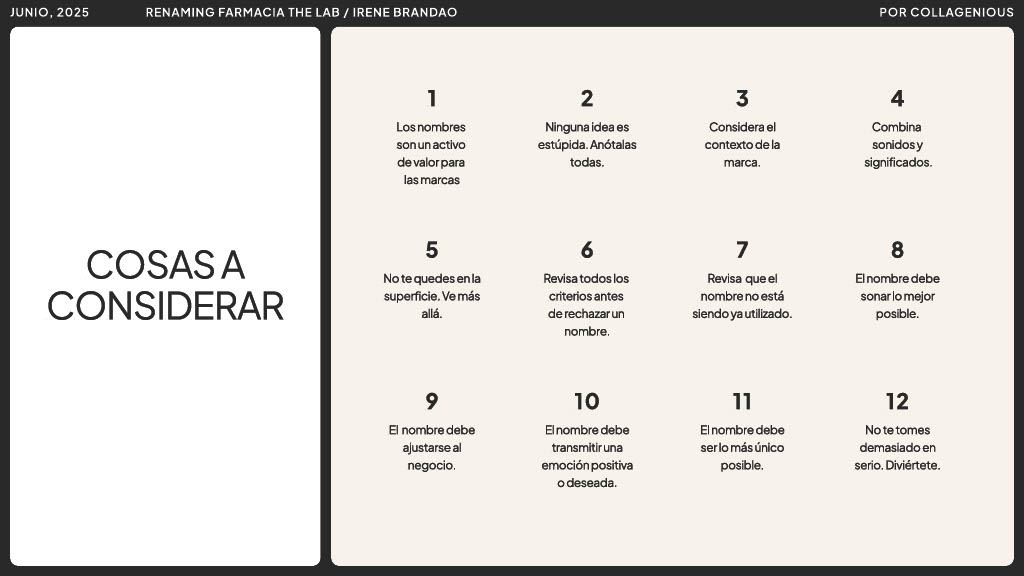 JUNIO, 2025
RENAMING FARMACIA THE LAB / IRENE BRANDAO
POR COLLAGENIOUS
COSAS A
CONSIDERAR
1
Los nombres
son un activo
de valor para
las marcas
2
Ninguna idea es
estúpida. Anótalas
todas.
3
Considera el
contexto de la
marca.
4
Combina
sonidos y
significados.
5
No te quedes en la
superficie. Ve más
allá.
6
Revisa todos los
criterios antes
de rechazar un
nombre.
7
Revisa que el
nombre no está
siendo ya utilizado.
8
El nombre debe
sonar lo mejor
posible.
9
El nombre debe
ajustarse al
negocio.
10
El nombre debe
transmitir una
emoción positiva
o deseada.
11
El nombre debe
ser lo más único
posible.
12
No te tomes
demasiado en
serio. Diviértete.